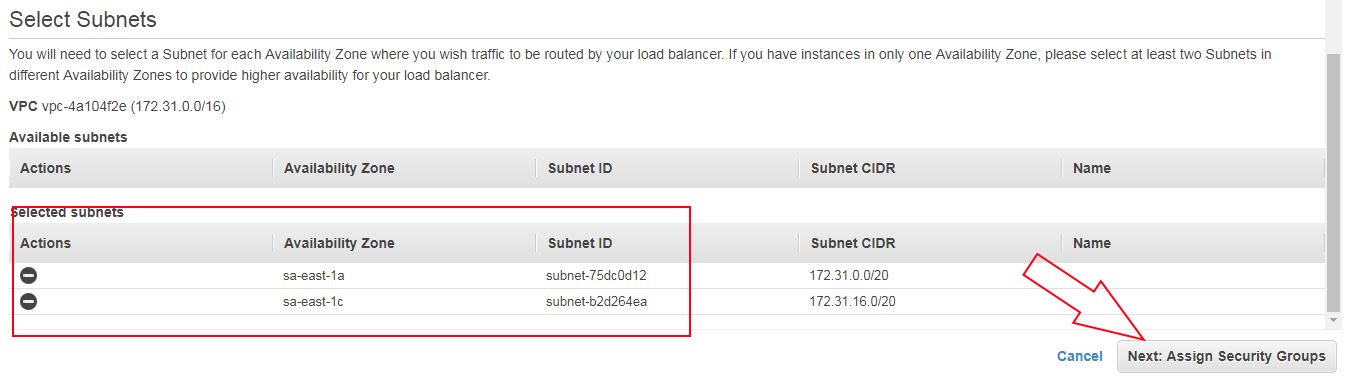 Select Subnets
You will need to select a Subnet for each Availability Zone where you wish traffic to be routed by your load balancer. If you have instances in only one Availability Zone, please select at least two Subnets in
different Availability Zones to provide higher availability for your load balancer.
VPC vpc-4a104f2e (172.31.0.0/16)
Available subnets
Actions Availability Zone Subnet ID Subnet CIDR Name
Selected subnets
Actions Availability Zone Subnet ID Subnet CIDR Name
sa-east-1a subnet-75dc0d12 172.31.0.0/20
sa-east-1c subnet-b2d264ea 172.31.16.0/20
Cancel Next: Assign Security Groups